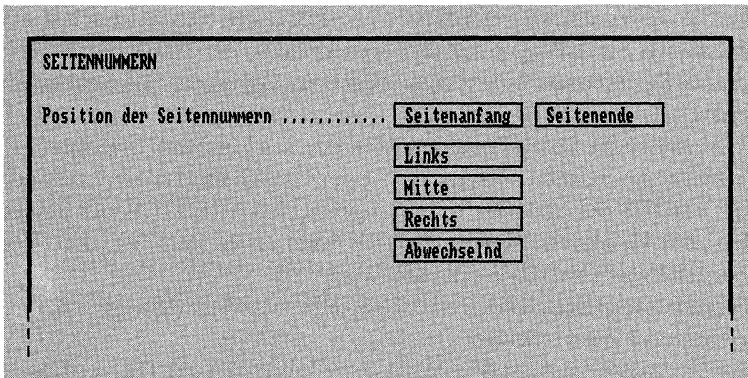 SEITENNUMMERN
Position der Seitennummern ............. Seitenanfang Seitenende
Links
Mitte
Rechts
Abwechselnd